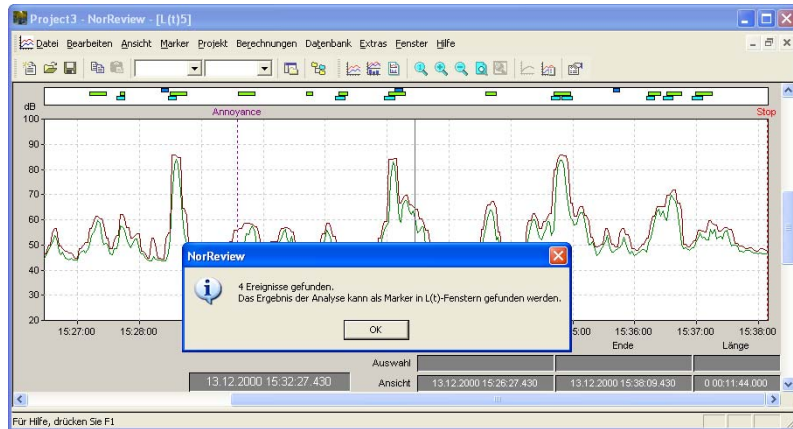 Project3 - NorReview - [L(t)5]
Datei Bearbeiten Ansicht Marker Projekt Berechnungen Datenbank Extras Fenster Hilfe
dB
Annoyance
Stop
100
90
80
70
60
50
40
30
20
NorReview
4 Ereignisse gefunden.
Das Ergebnis der Analyse kann als Marker in L(t)-Fenstern gefunden werden.
OK
15:27:00 15:28:00 5:00 15:36:00 15:37:00 15:38:00
Ende Länge
Auswahl
13.12.2000 15:32:27.430 Ansicht 13.12.2000 15:26:27.430 13.12.2000 15:38:09.430 0 00:11:44.000
Für Hilfe, drücken Sie F1